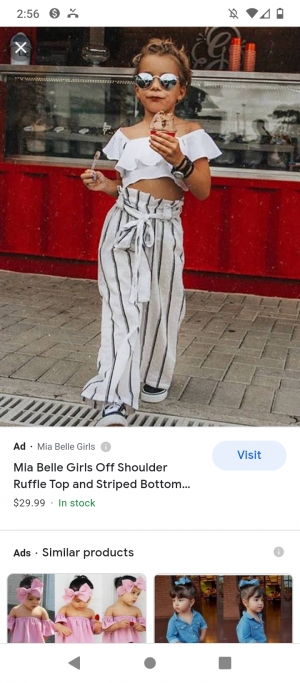 2:56
Ad · Mia Belle Girls
Visit
Mia Belle Girls Off Shoulder
Ruffle Top and Striped Bottom...
$29.99 · In stock
Ads · Similar products